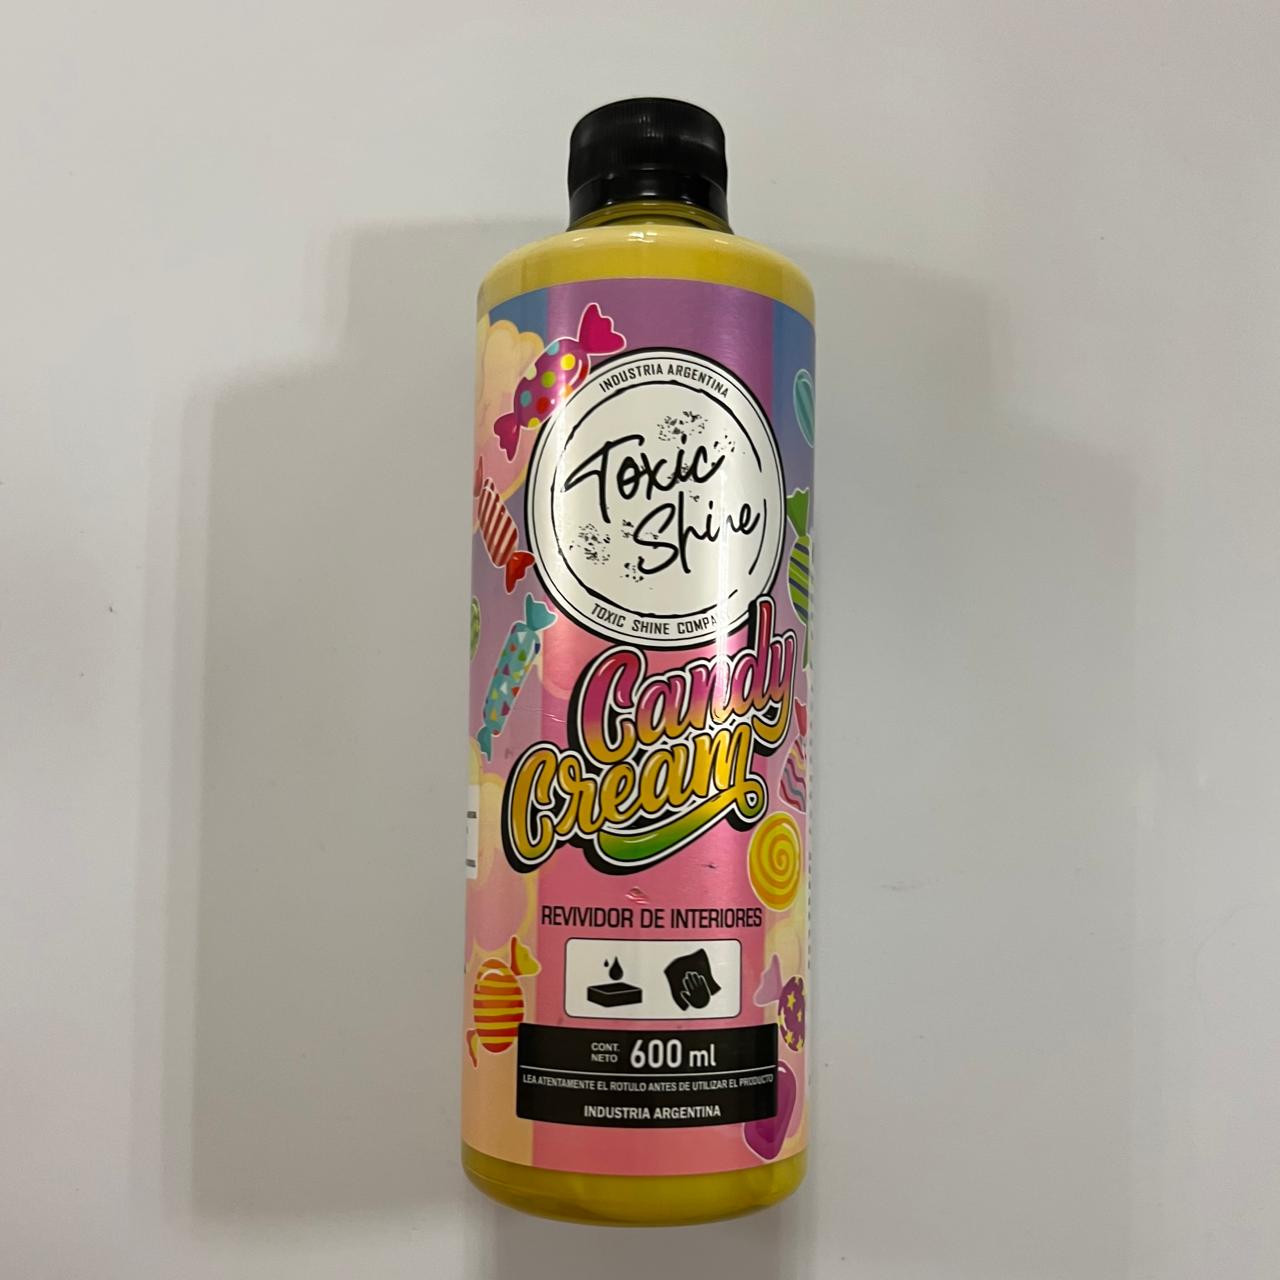 INDUSTRIA ARGENTINA
Toxic
Shine
TOXIC SHINE COMPANY
Candy
Cream
REVIVIDOR DE INTERIORES
CONT.
NETO 600 ml
LEA ATENTAMENTE EL ROTULO ANTES DE UTILIZAR EL PRODUCTO
INDUSTRIA ARGENTINA